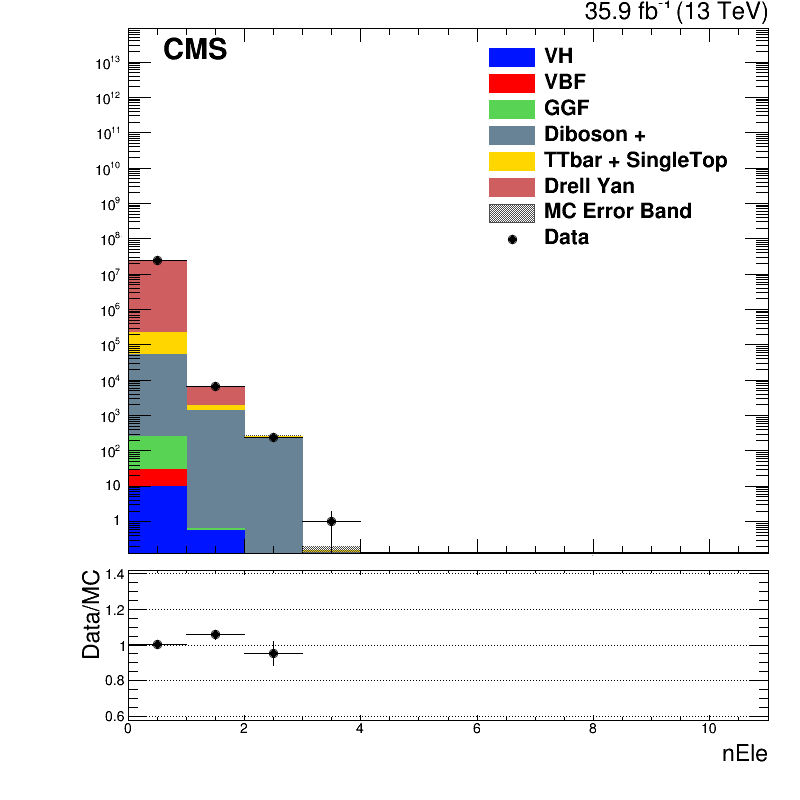 35.9 fb⁻¹ (13 TeV)
CMS
VH
VBF
GGF
Diboson +
TTbar + SingleTop
Drell Yan
MC Error Band
Data
10¹³
10¹²
10¹¹
10¹⁰
10⁹
10⁸
10⁷
10⁶
10⁵
10⁴
10³
10²
10
1
Data/MC
1.4
1.2
1
0.8
0.6
0 2 4 6 8 10
nEle